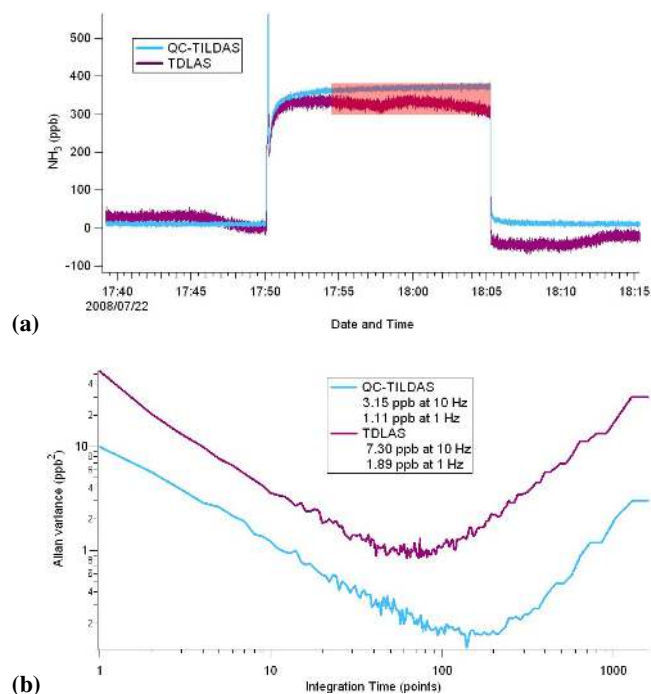 500
400
300
200
100
0
-100
NH3 (ppb)
QC-TILDAS
TDLAS
17:40
17:45
17:50
17:55
18:00
18:05
18:10
18:15
2008/07/22
Date and Time
(a)
4
2
10
8
6
4
2
1
8
6
4
2
Allan variance (ppb²)
QC-TILDAS
3.15 ppb at 10 Hz
1.11 ppb at 1 Hz
TDLAS
7.30 ppb at 10 Hz
1.89 ppb at 1 Hz
1
10
100
1000
Integration Time (points)
(b)